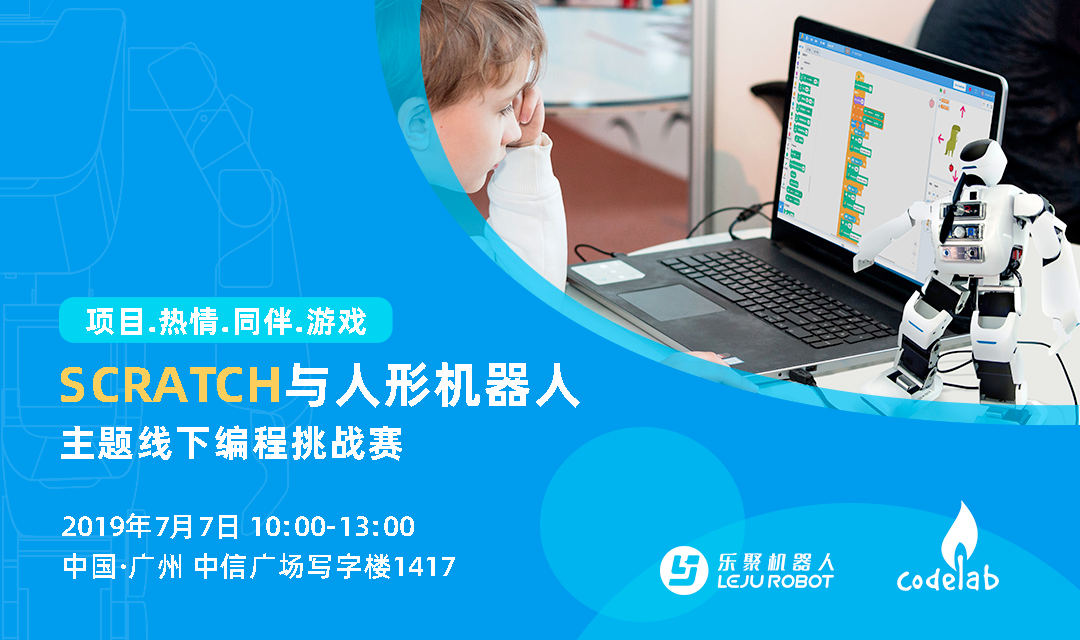 项目.热情.同伴.游戏
SCRATCH与人形机器人
主题线下编程挑战赛
2019年7月7日 10:00-13:00
中国·广州 中信广场写字楼1417
乐聚机器人
LEJU ROBOT
codelab